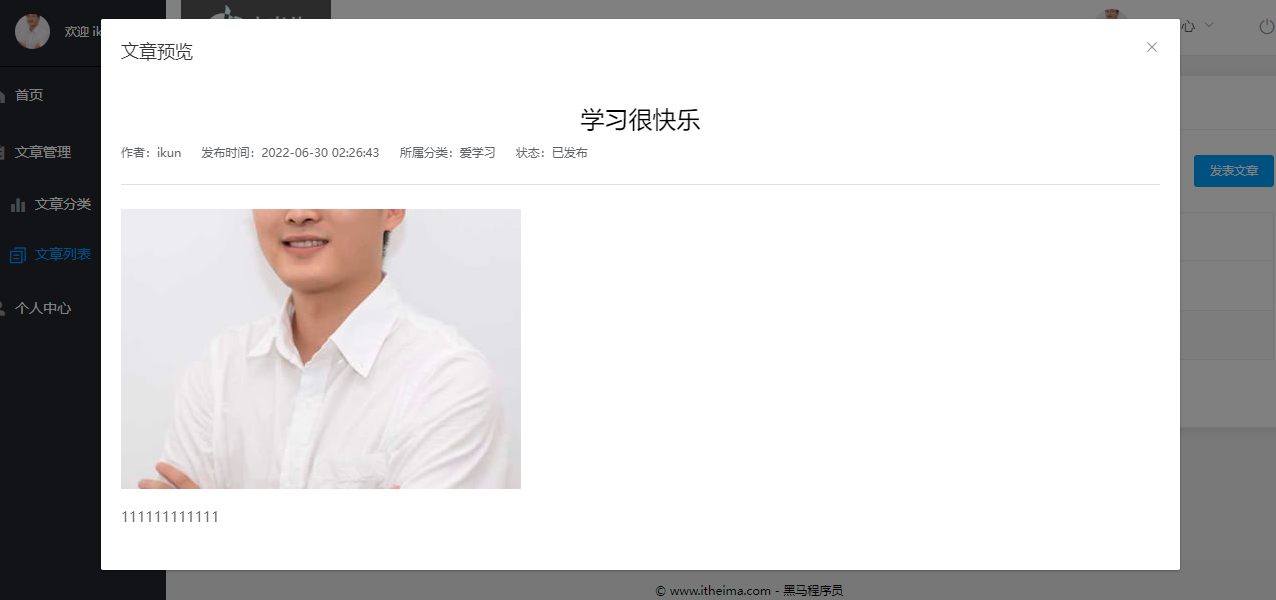 欢迎 ik
心
首页
文章管理
文章分类
文章列表
个人中心
文章预览
学习很快乐
作者：ikun 发布时间：2022-06-30 02:26:43 所属分类：爱学习 状态：已发布
111111111111
发表文章
© www.itheima.com - 黑马程序员